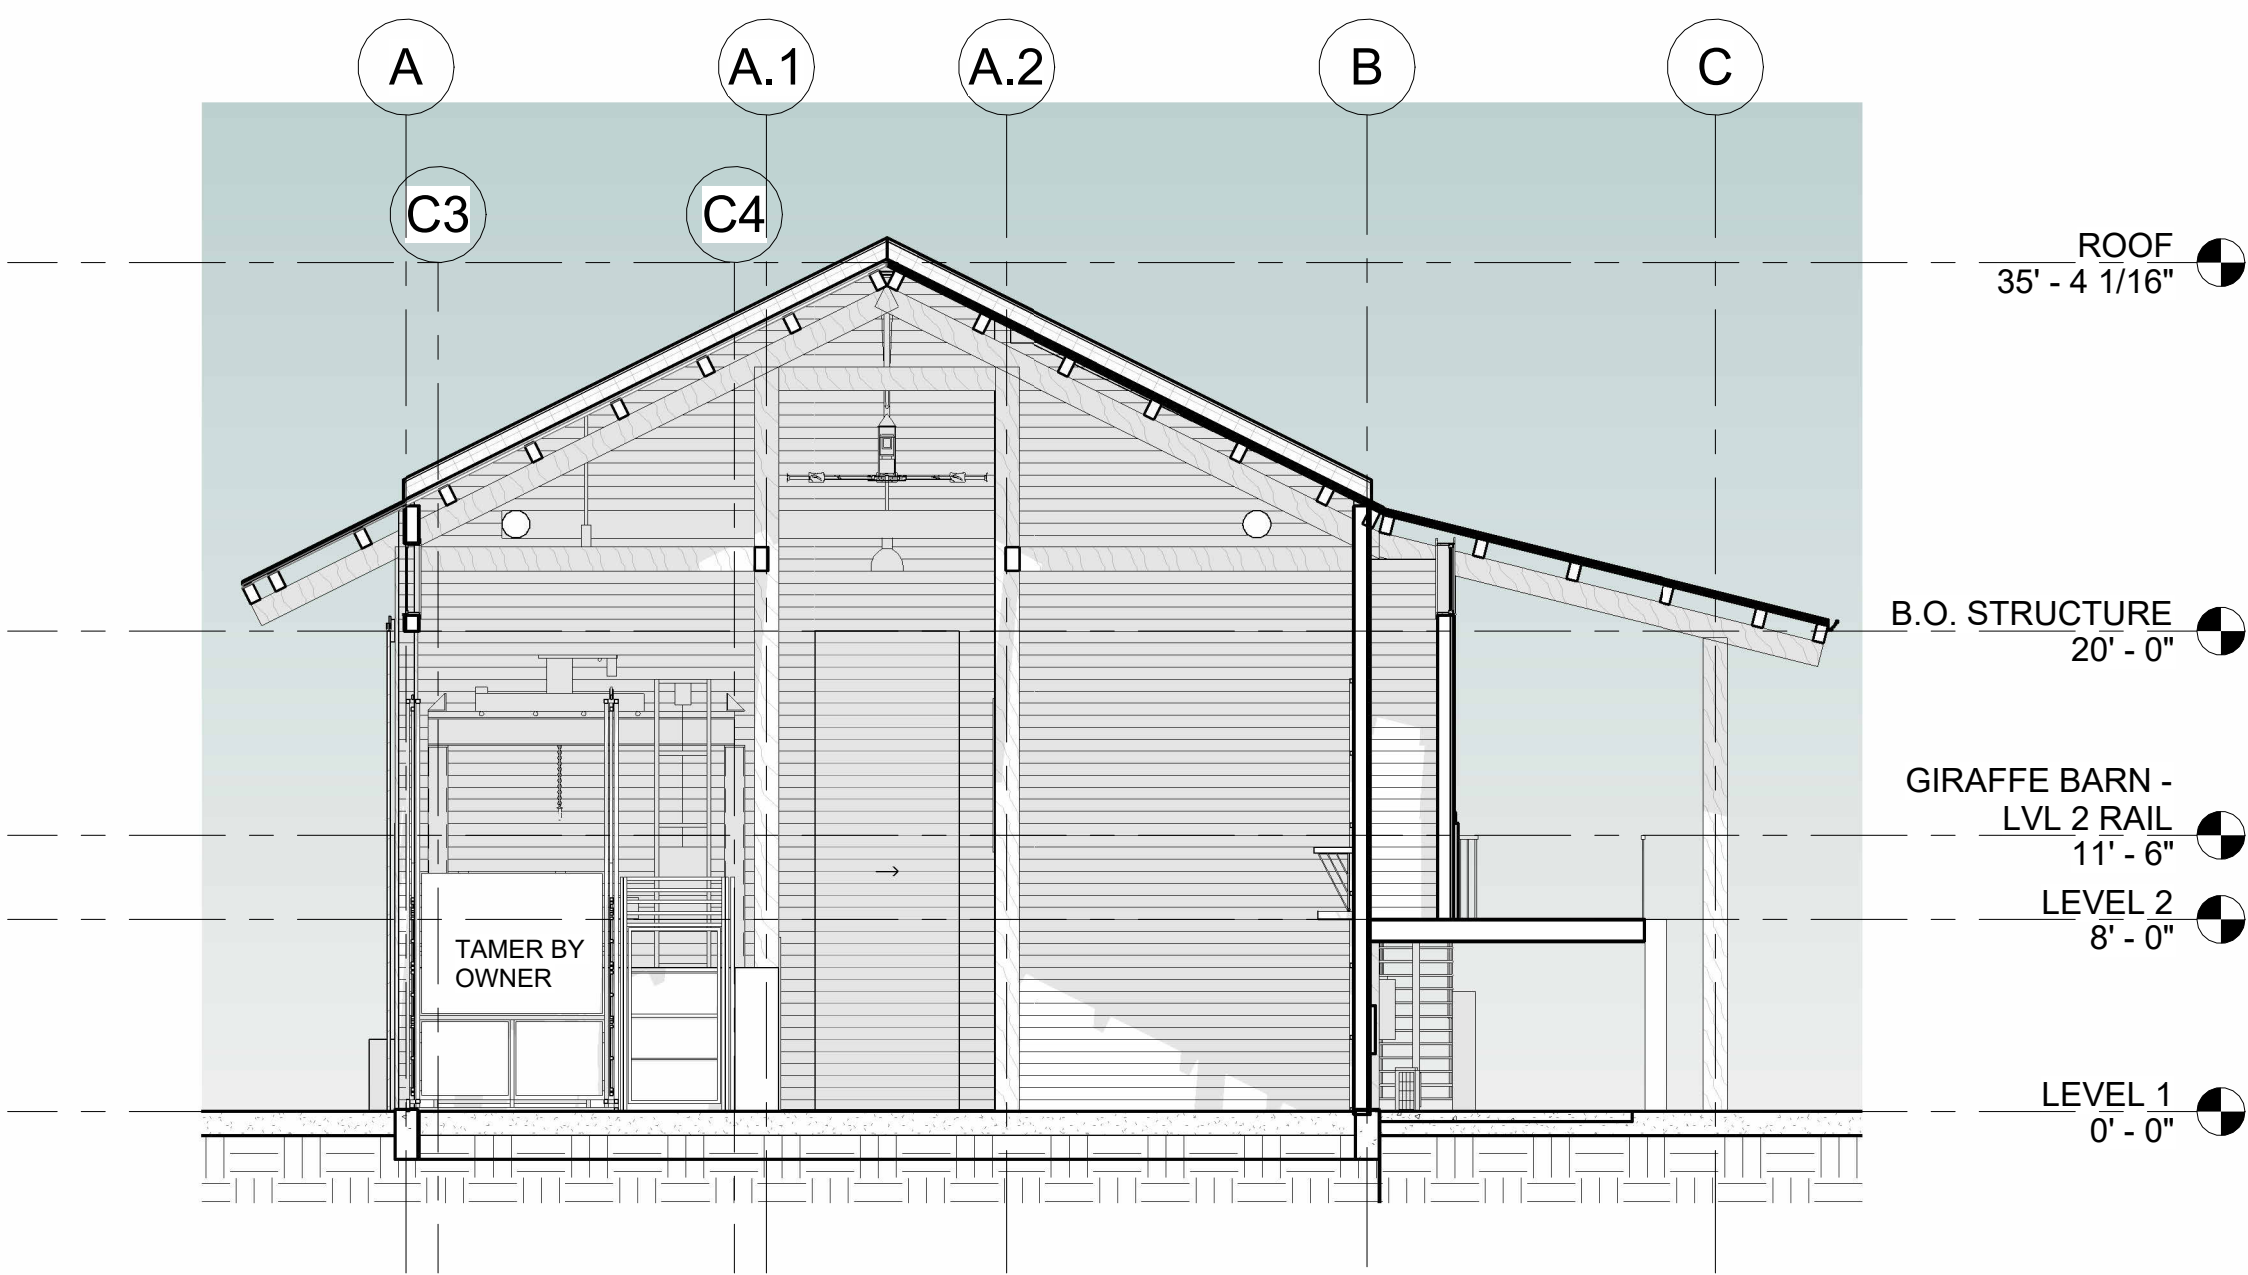 A
A.1
A.2
B
C
C3
C4
ROOF
35' - 4 1/16"
B.O. STRUCTURE
20' - 0"
GIRAFFE BARN -
LVL 2 RAIL
11' - 6"
LEVEL 2
8' - 0"
TAMER BY
OWNER
LEVEL 1
0' - 0"